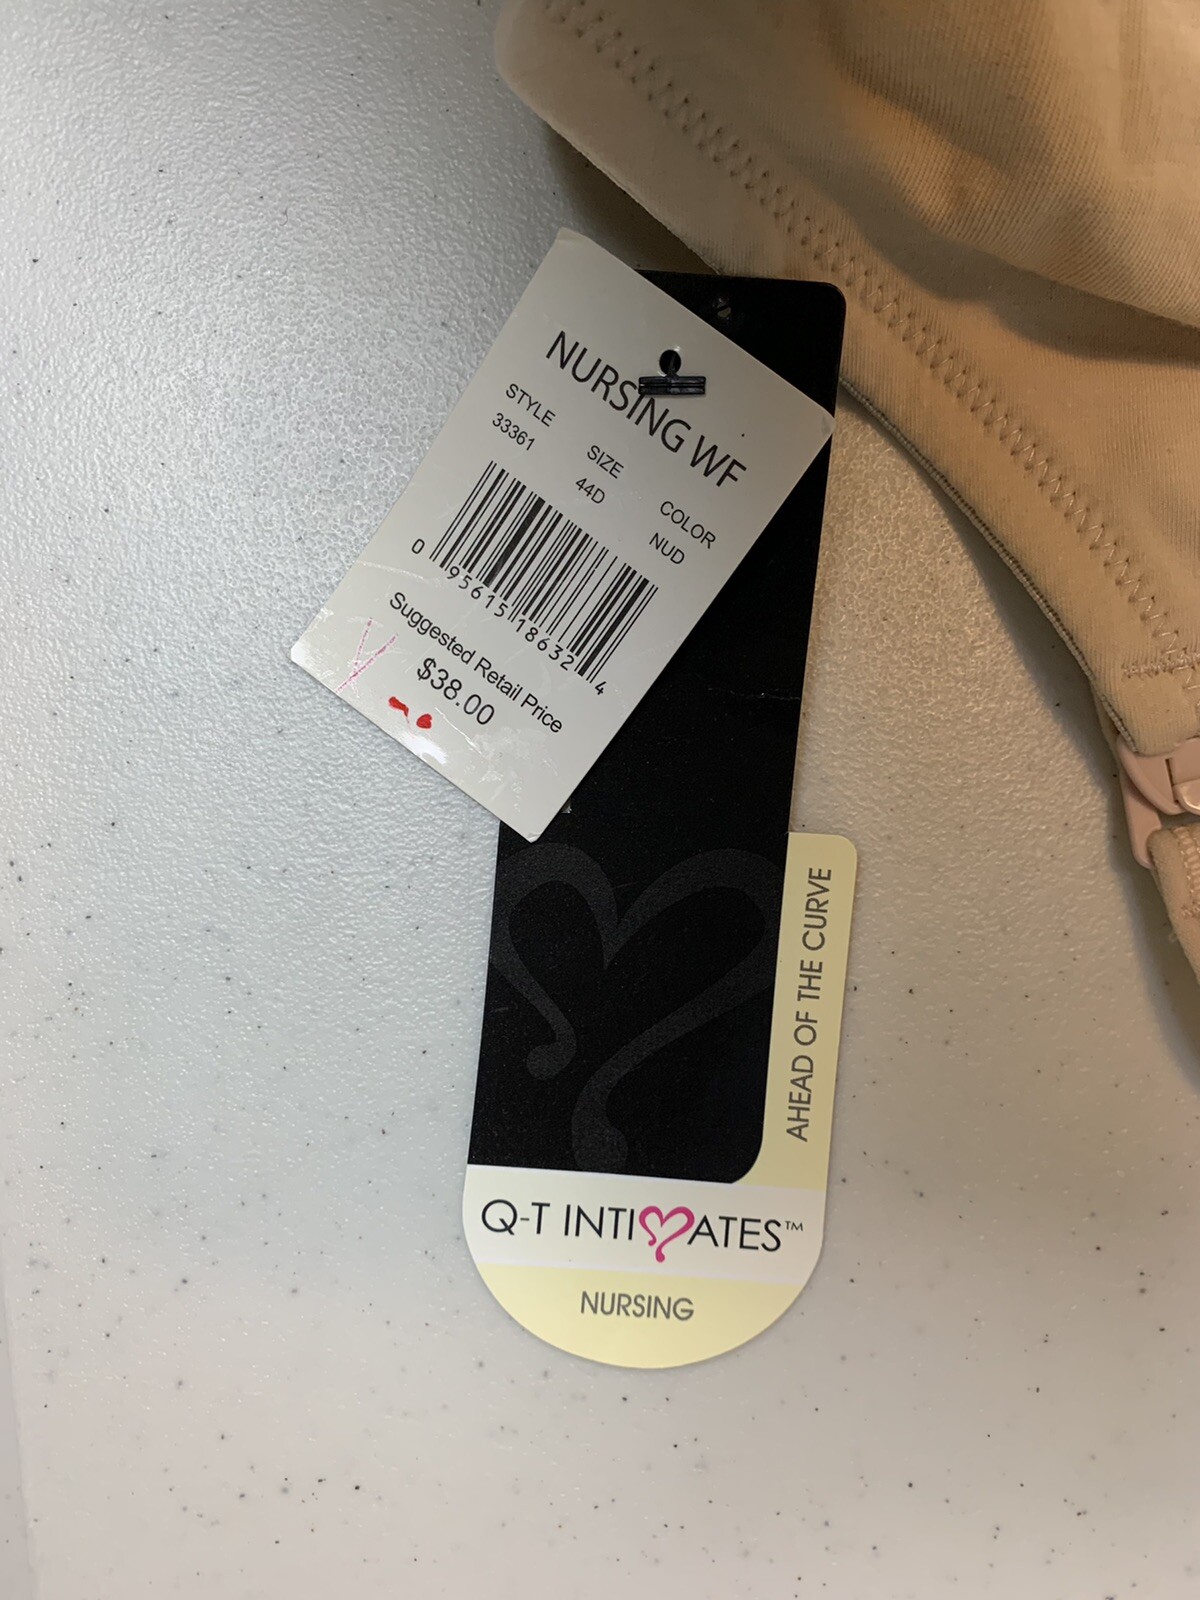 NURSING WF
STYLE SIZE COLOR
33361 44D NUD
0 95615 18632 4
Suggested Retail Price
$38.00
AHEAD OF THE CURVE
Q-T INTIMATES™
NURSING